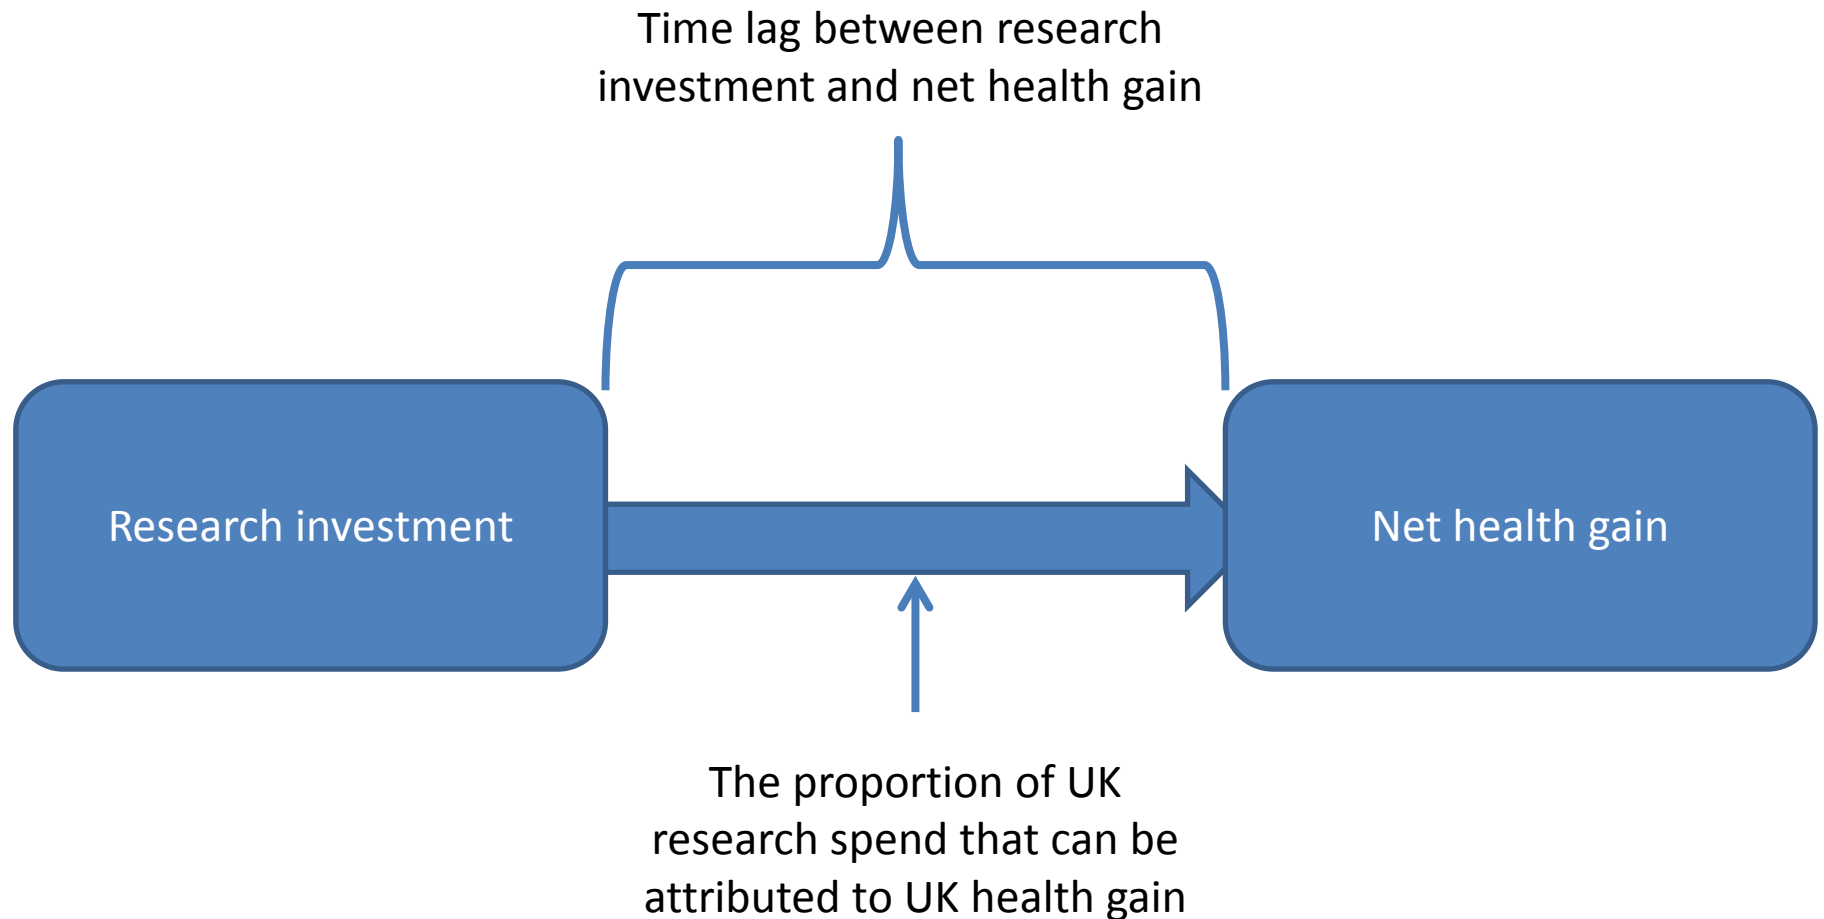 Time lag between research
investment and net health gain
Research investment
Net health gain
The proportion of UK
research spend that can be
attributed to UK health gain